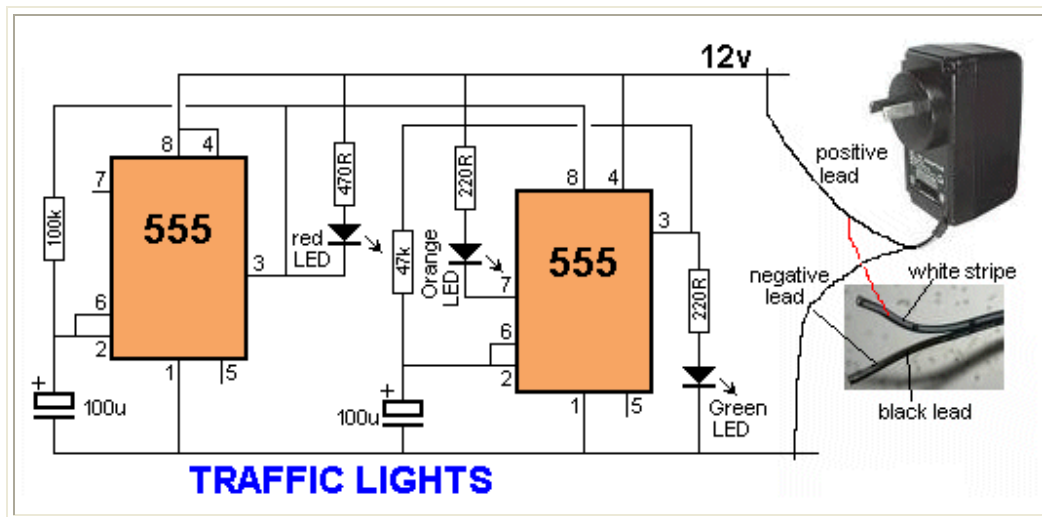 12v
8
4
7
100k
555
470R
220R
8
4
positive
lead
3
red
LED
47k
Orange
LED
7
555
3
220R
negative
lead
white stripe
6
2
6
2
1
5
+
100u
+
100u
1
5
Green
LED
black lead
TRAFFIC LIGHTS